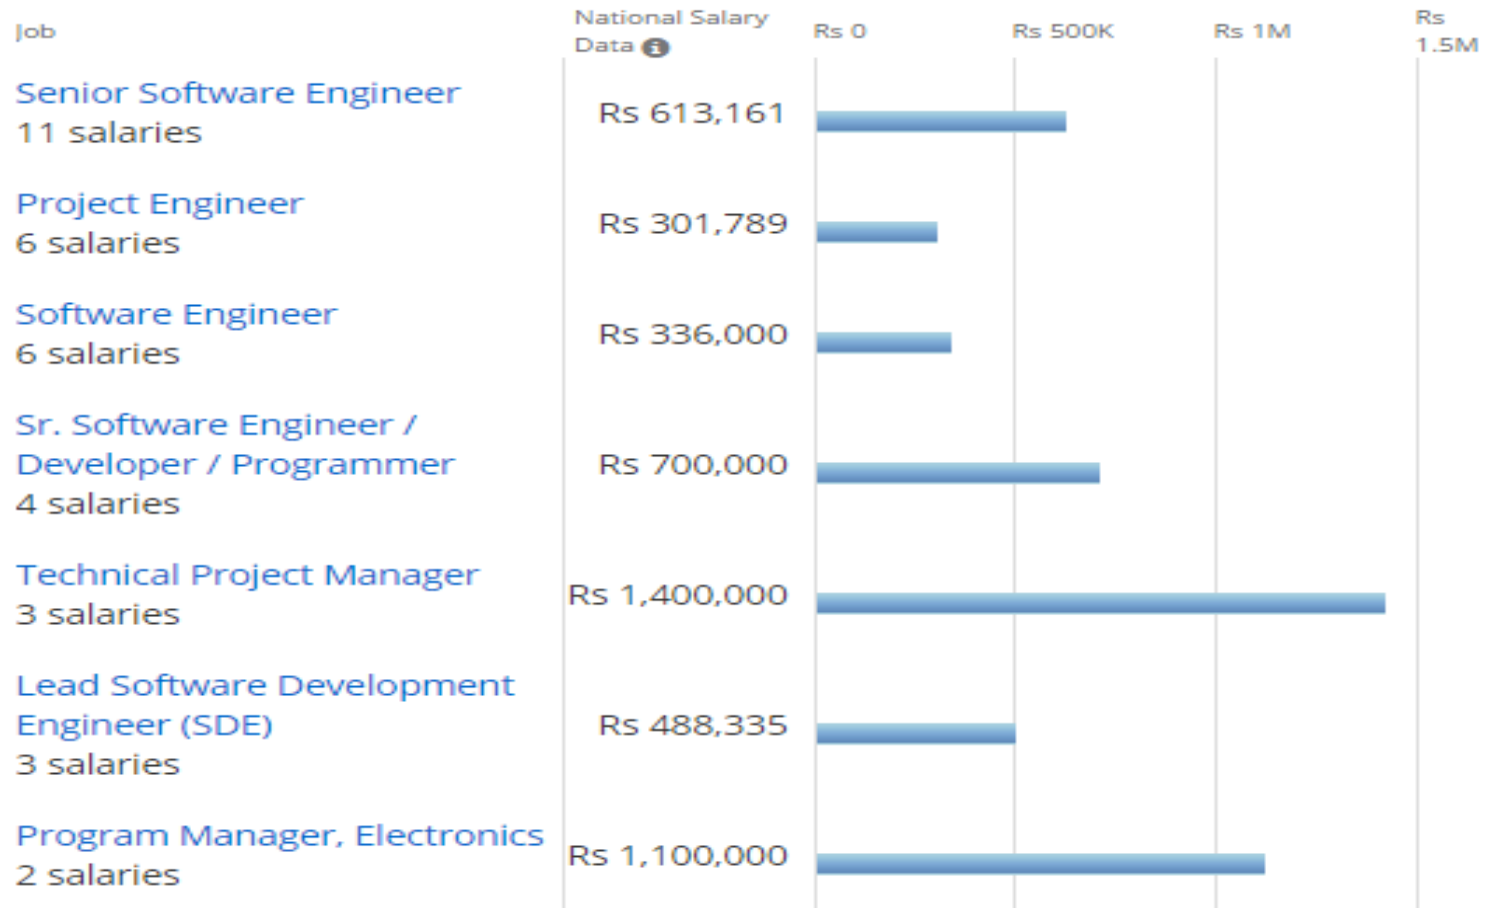 Job
National Salary
Data
Rs 0
Rs 500K
Rs 1M
Rs
1.5M
Senior Software Engineer
11 salaries
Rs 613,161
Project Engineer
6 salaries
Rs 301,789
Software Engineer
6 salaries
Rs 336,000
Sr. Software Engineer /
Developer / Programmer
4 salaries
Rs 700,000
Technical Project Manager
3 salaries
Rs 1,400,000
Lead Software Development
Engineer (SDE)
3 salaries
Rs 488,335
Program Manager, Electronics
2 salaries
Rs 1,100,000